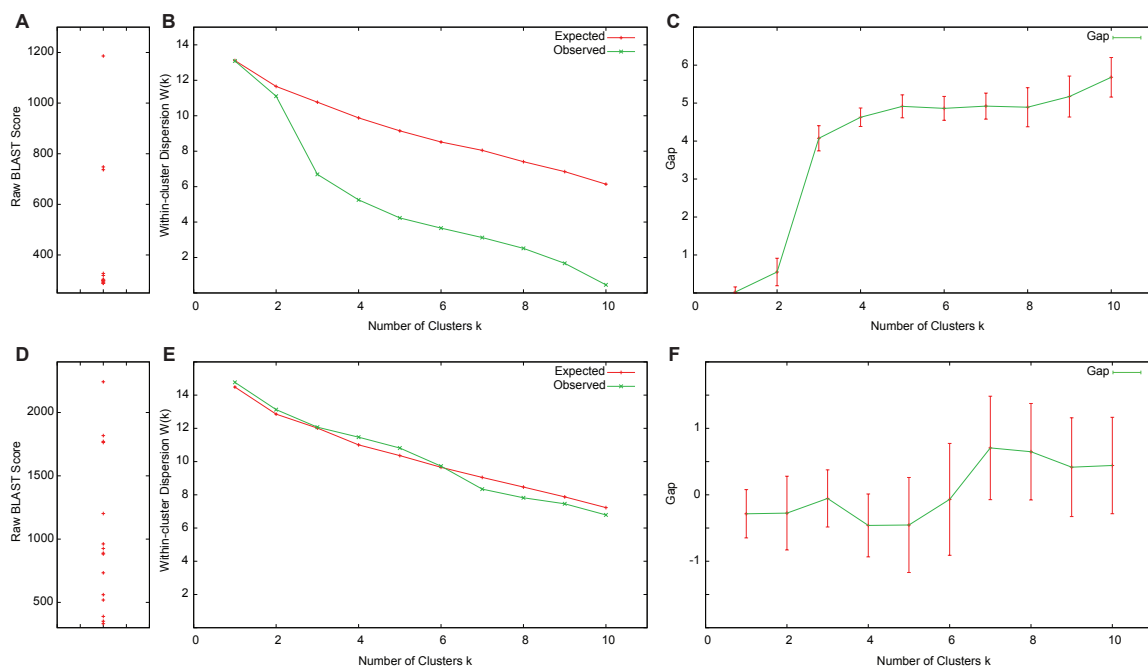 A
Raw BLAST Score
1200
1000
800
600
400
B
Within-cluster Dispersion W(k)
14
12
10
8
6
4
2
0 2 4 6 8 10
Number of Clusters k
Expected
Observed
C
Gap
6
5
4
3
2
1
0 2 4 6 8 10
Number of Clusters k
Gap
D
Raw BLAST Score
2000
1500
1000
500
E
Within-cluster Dispersion W(k)
14
12
10
8
6
4
2
0 2 4 6 8 10
Number of Clusters k
Expected
Observed
F
Gap
1
0
-1
0 2 4 6 8 10
Number of Clusters k
Gap